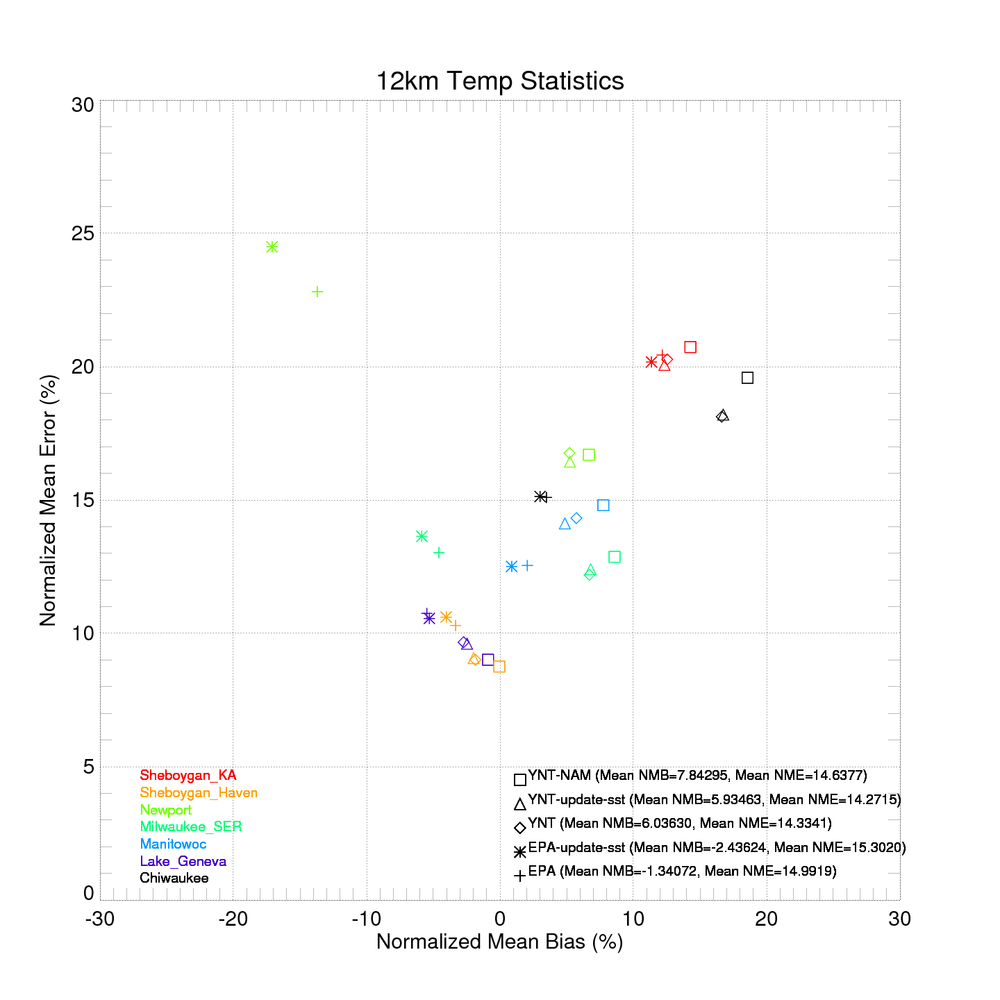 12km Temp Statistics
30
25
20
15
10
5
0
Normalized Mean Error (%)
Sheboygan_KA
Sheboygan_Haven
Newport
Milwaukee_SER
Manitowoc
Lake_Geneva
Chiwaukee
YNT-NAM (Mean NMB=7.84295, Mean NME=14.6377)
YNT-update-sst (Mean NMB=5.93463, Mean NME=14.2715)
YNT (Mean NMB=6.03630, Mean NME=14.3341)
EPA-update-sst (Mean NMB=-2.43624, Mean NME=15.3020)
EPA (Mean NMB=-1.34072, Mean NME=14.9919)
-30 -20 -10 0 10 20 30
Normalized Mean Bias (%)